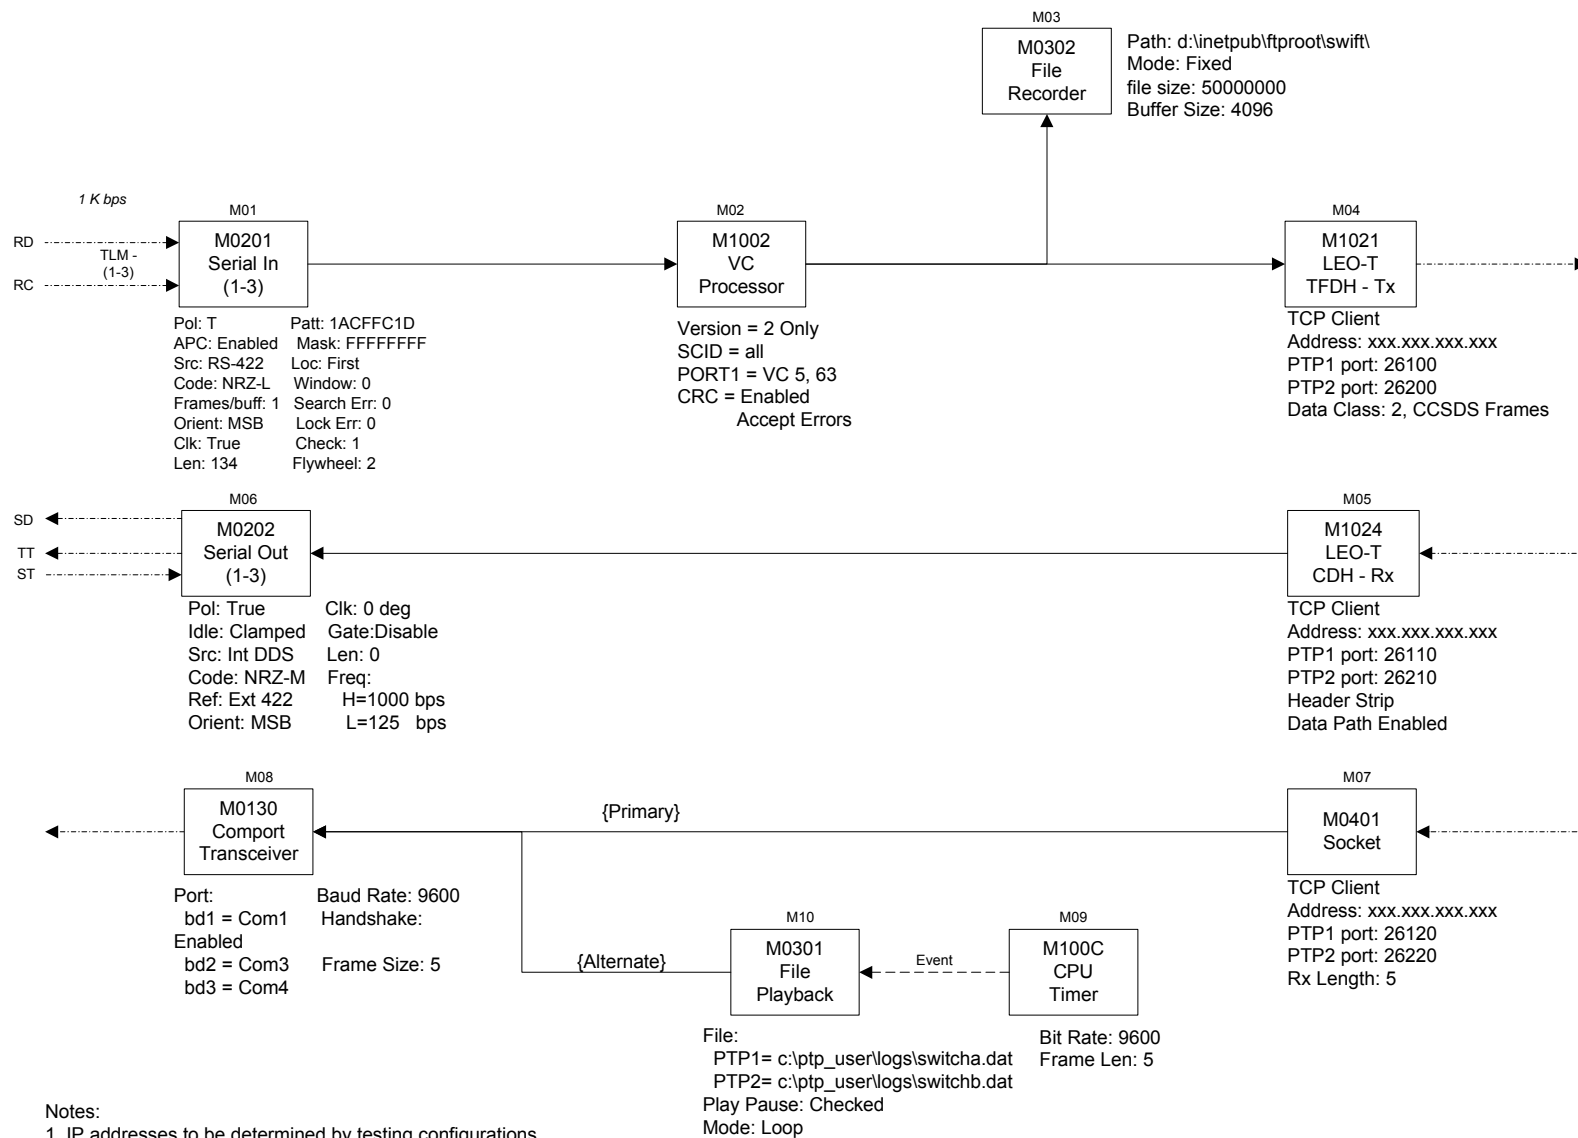 M03
M0302
File
Recorder
Path: d:\inetpub\ftproot\swift\
Mode: Fixed
file size: 50000000
Buffer Size: 4096
1 K bps
RD
TLM -
(1-3)
RC
M01
M0201
Serial In
(1-3)
Pol: T Patt: 1ACFFC1D
APC: Enabled Mask: FFFFFFFF
Src: RS-422 Loc: First
Code: NRZ-L Window: 0
Frames/buff: 1 Search Err: 0
Orient: MSB Lock Err: 0
Clk: True Check: 1
Len: 134 Flywheel: 2
M02
M1002
VC
Processor
Version = 2 Only
SCID = all
PORT1 = VC 5, 63
CRC = Enabled
Accept Errors
M04
M1021
LEO-T
TFDH - Tx
TCP Client
Address: xxx.xxx.xxx.xxx
PTP1 port: 26100
PTP2 port: 26200
Data Class: 2, CCSDS Frames
SD
TT
ST
M06
M0202
Serial Out
(1-3)
Pol: True Clk: 0 deg
Idle: Clamped Gate:Disable
Src: Int DDS Len: 0
Code: NRZ-M Freq:
Ref: Ext 422 H=1000 bps
Orient: MSB L=125 bps
M05
M1024
LEO-T
CDH - Rx
TCP Client
Address: xxx.xxx.xxx.xxx
PTP1 port: 26110
PTP2 port: 26210
Header Strip
Data Path Enabled
M08
M0130
Comport
Transceiver
Port: Baud Rate: 9600
bd1 = Com1 Handshake:
Enabled
bd2 = Com3 Frame Size: 5
bd3 = Com4
{Primary}
{Alternate}
M07
M0401
Socket
TCP Client
Address: xxx.xxx.xxx.xxx
PTP1 port: 26120
PTP2 port: 26220
Rx Length: 5
M10
M0301
File
Playback
Event
M09
M100C
CPU
Timer
File:
PTP1= c:\ptp_user\logs\switcha.dat
PTP2= c:\ptp_user\logs\switchb.dat
Play Pause: Checked
Mode: Loop
Bit Rate: 9600
Frame Len: 5
Notes:
1. IP addresses to be determined by testing configurations